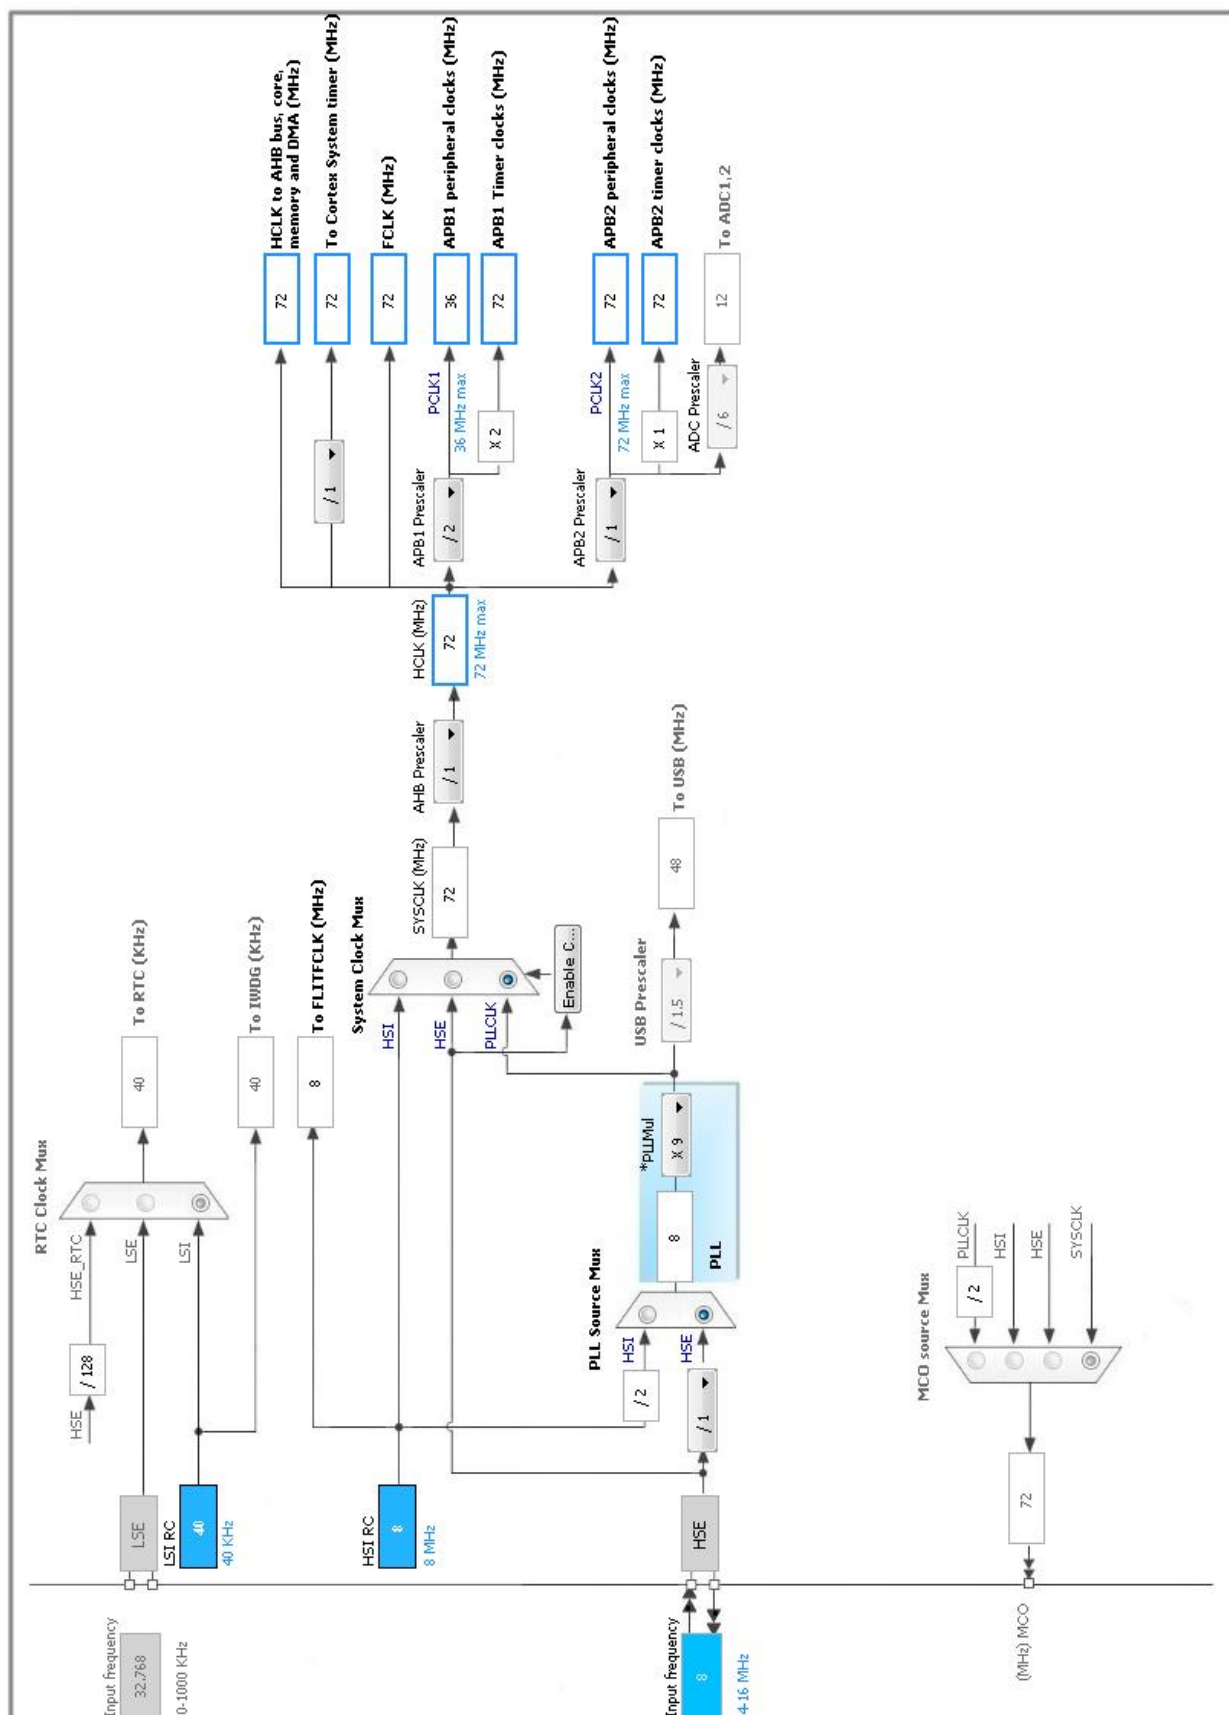 RTC Clock Mux
HSE
/ 128
HSE_RTC
LSE
LSI
40
To RTC (KHz)
Input frequency
32.768
0-1000 KHz
LSE
LSI RC
40
40 KHz
40
To IWDG (KHz)
8
To FLITFCLK (MHz)
HSI RC
8
8 MHz
System Clock Mux
HSI
HSE
PLLCLK
Enable C...
SYSCLK (MHz)
72
AHB Prescaler
/ 1
HCLK (MHz)
72
72 MHz max
72
HCLK to AHB bus, core,
memory and DMA (MHz)
/ 1
72
To Cortex System timer (MHz)
72
FCLK (MHz)
APB1 Prescaler
/ 2
PCLK1
36 MHz max
36
APB1 peripheral clocks (MHz)
X 2
72
APB1 Timer clocks (MHz)
APB2 Prescaler
/ 1
PCLK2
72 MHz max
72
APB2 peripheral clocks (MHz)
X 1
72
APB2 timer clocks (MHz)
ADC Prescaler
/ 6
12
To ADC1,2
Input frequency
8
4-16 MHz
HSE
PLL Source Mux
/ 2
HSI
/ 1
HSE
8
*PLLMul
X 9
PLL
USB Prescaler
/ 1.5
48
To USB (MHz)
MCO source Mux
(MHz) MCO
72
/ 2
PLLCLK
HSI
HSE
SYSCLK